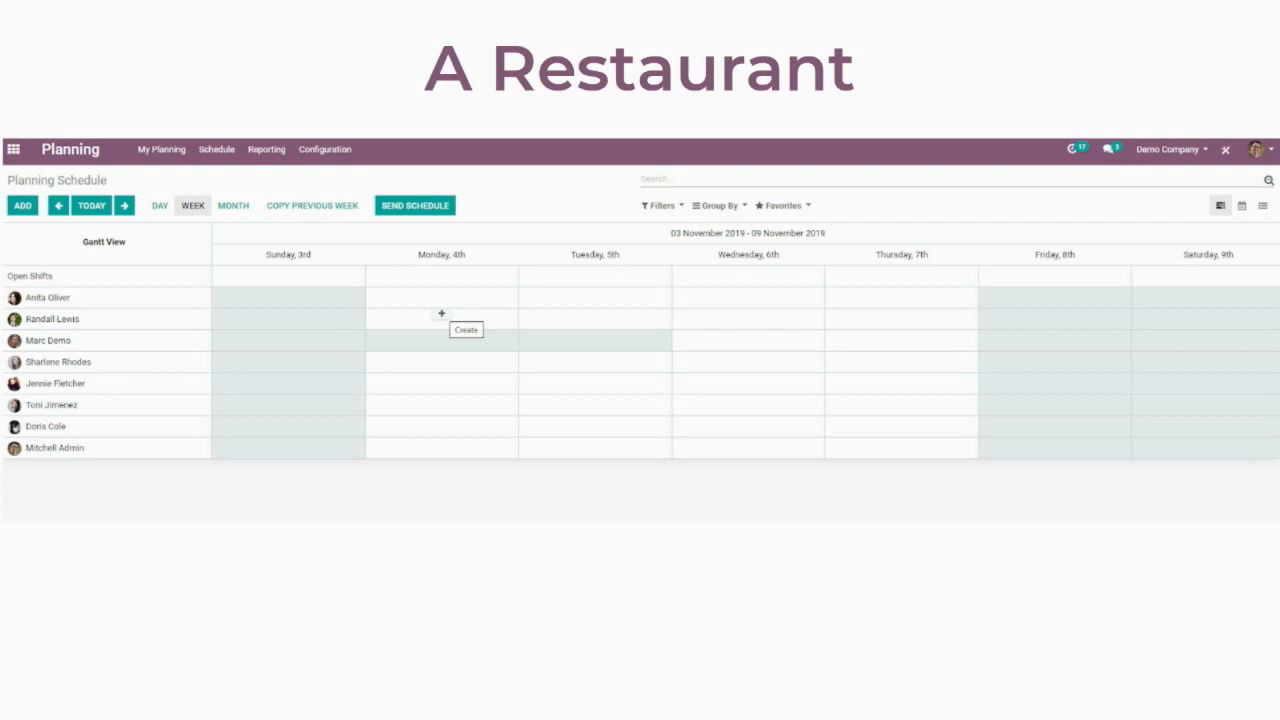 A Restaurant
Planning My Planning Schedule Reporting Configuration 17 3 Demo Company
Planning Schedule Search...
ADD TODAY DAY WEEK MONTH COPY PREVIOUS WEEK SEND SCHEDULE Filters Group By Favorites
Gantt View 03 November 2019 - 09 November 2019
Sunday, 3rd Monday, 4th Tuesday, 5th Wednesday, 6th Thursday, 7th Friday, 8th Saturday, 9th
Open Shifts
Anita Oliver
Randall Lewis
Create
Marc Demo
Sharlene Rhodes
Jennie Fletcher
Toni Jimenez
Doris Cole
Mitchell Admin